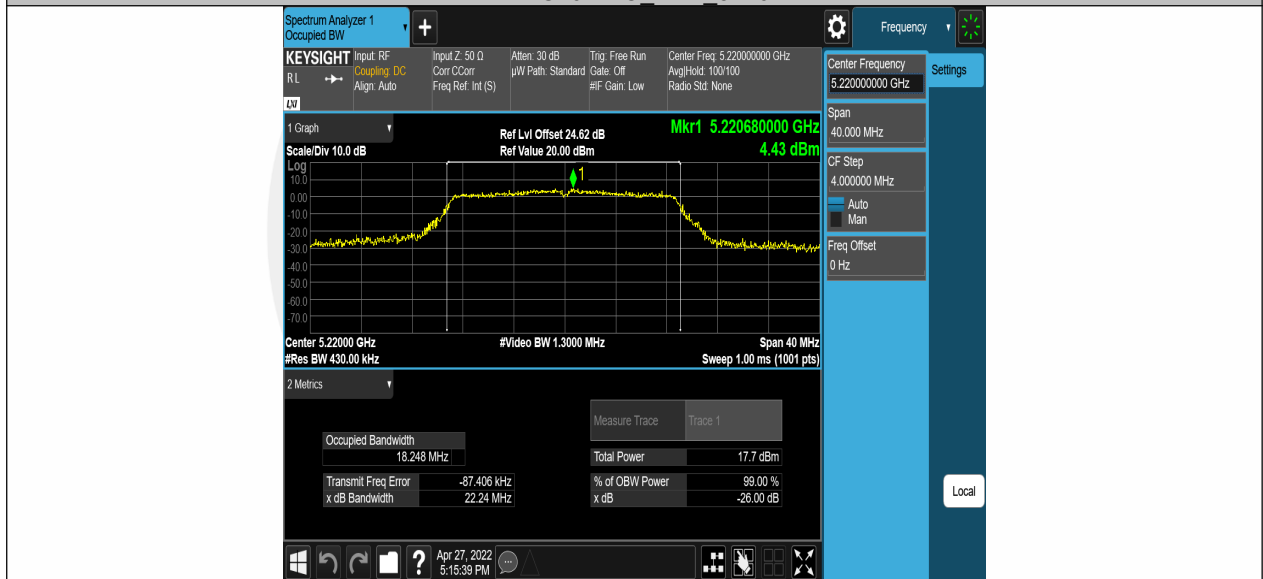 Spectrum Analyzer 1
Occupied BW
+
Frequency
KEYSIGHT
RL
LXI
Input: RF
Coupling: DC
Align: Auto
Input Z: 50 Ω
Corr CCorr
Freq Ref: Int (S)
Atten: 30 dB
µW Path: Standard
Trig: Free Run
Gate: Off
#IF Gain: Low
Center Freq: 5.220000000 GHz
Avg|Hold: 100/100
Radio Std: None
Center Frequency
5.220000000 GHz
Settings
Span
40.000 MHz
CF Step
4.000000 MHz
Auto
Man
Freq Offset
0 Hz
Local
1 Graph
Scale/Div 10.0 dB
Ref Lvl Offset 24.62 dB
Ref Value 20.00 dBm
Mkr1 5.220680000 GHz
4.43 dBm
Log
10.0
0.00
-10.0
-20.0
-30.0
-40.0
-50.0
-60.0
-70.0
1
Center 5.22000 GHz
#Video BW 1.3000 MHz
Span 40 MHz
#Res BW 430.00 kHz
Sweep 1.00 ms (1001 pts)
2 Metrics
Measure Trace Trace 1
Occupied Bandwidth
18.248 MHz
Total Power 17.7 dBm
Transmit Freq Error -87.406 kHz
% of OBW Power 99.00 %
x dB Bandwidth 22.24 MHz
x dB -26.00 dB
?
Apr 27, 2022
5:15:39 PM